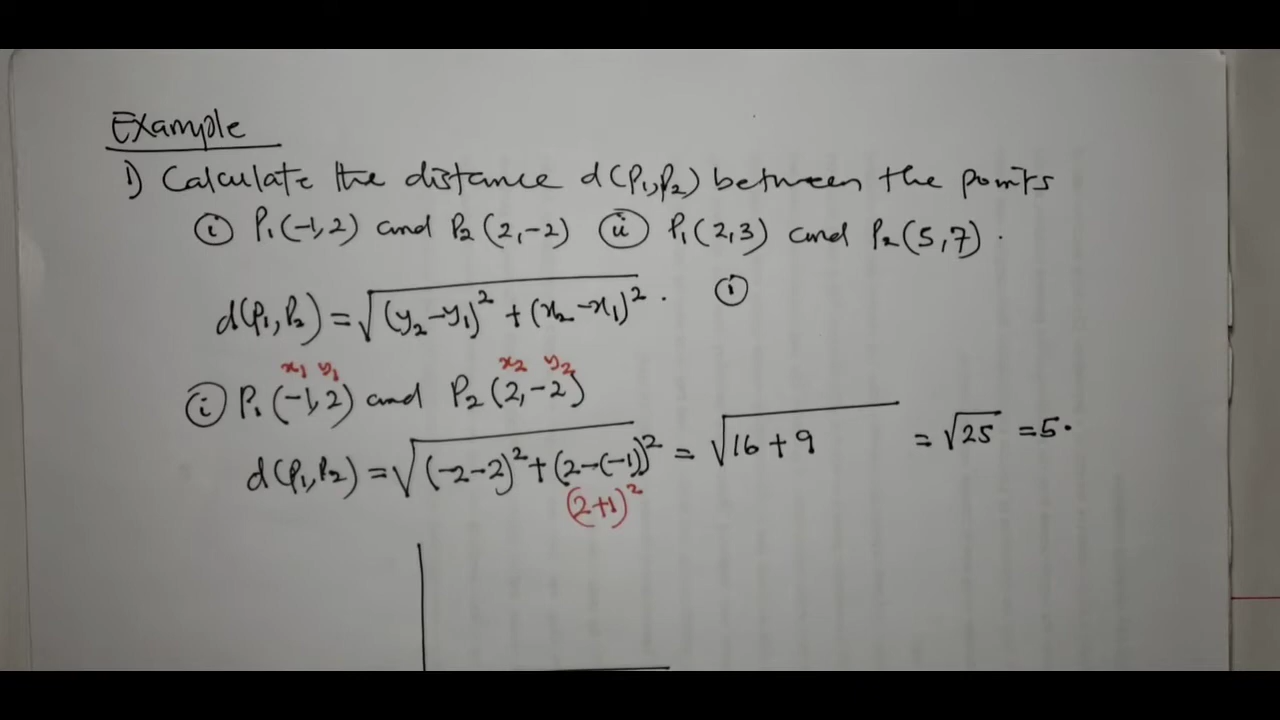 Example
1) Calculate the distance d(P₁,P₂) between the points
(i) P₁(-1,2) and P₂(2,-2) (ii) P₁(2,3) and P₂(5,7).
d(P₁,P₂) = √((y₂-y₁)² + (x₂-x₁)²). (1)
x₁ y₁ x₂ y₂
(i) P₁(-1,2) and P₂(2,-2)
d(P₁,P₂) = √((-2-2)² + (2-(-1))² = √16+9 = √25 = 5.
(2+1)²